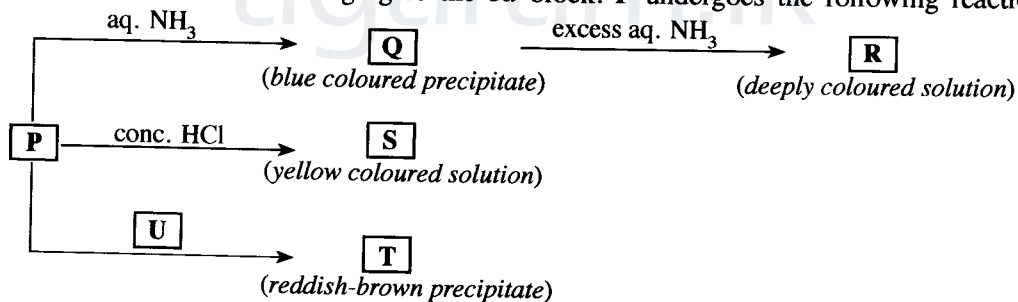 belonging to the 3d block. P undergoes the following reactio
aq. NH₃
Q
(blue coloured precipitate)
excess aq. NH₃
R
(deeply coloured solution)
P
conc. HCl
S
(yellow coloured solution)
U
T
(reddish-brown precipitate)